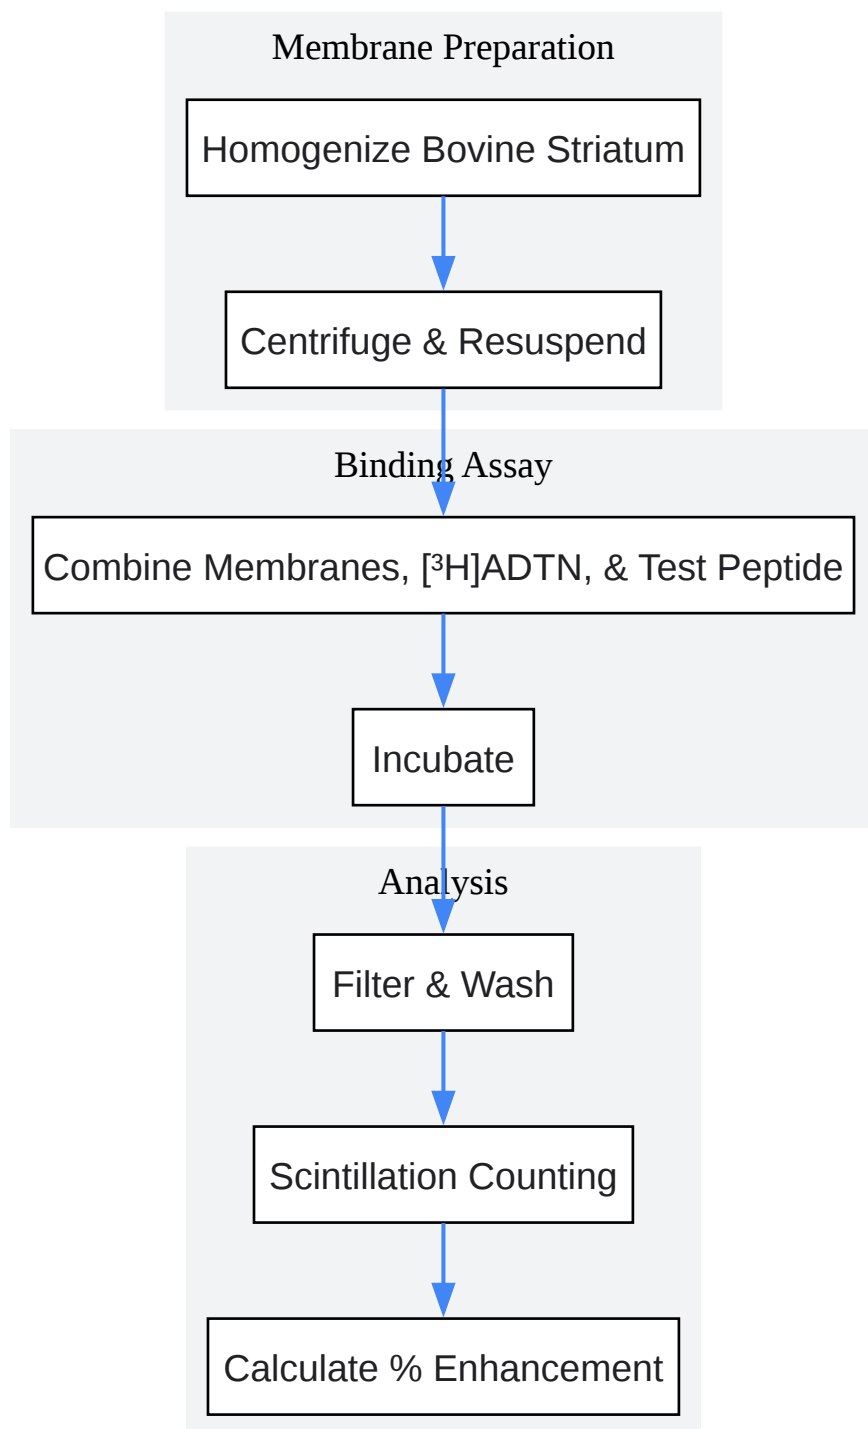 Membrane Preparation
Homogenize Bovine Striatum
Centrifuge & Resuspend
Binding Assay
Combine Membranes, [³H]ADTN, & Test Peptide
Incubate
Analysis
Filter & Wash
Scintillation Counting
Calculate % Enhancement